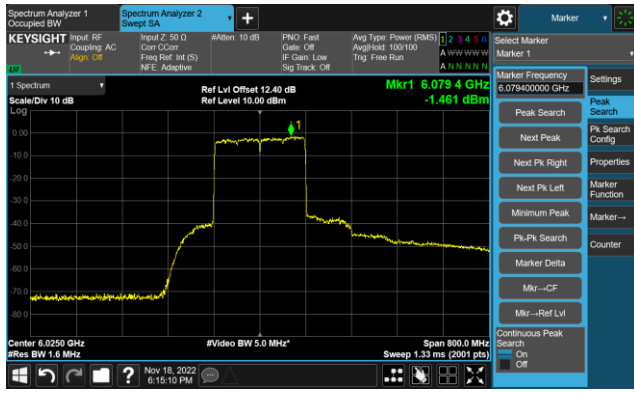 Spectrum Analyzer 1
Occupied BW
Spectrum Analyzer 2
Swept SA
Marker
KEYSIGHT
Input: RF
Coupling: AC
Align: Off
Input Z: 50 Ω
Corr CCorr
Freq Ref: Int (S)
NFE: Adaptive
#Atten: 10 dB
PNO: Fast
Gate: Off
IF Gain: Low
Sig Track: Off
Avg Type: Power (RMS)
Avg|Hold: 100/100
Trig: Free Run
1 2 3 4 5 6
A W W W W W
A N N N N N
Select Marker
Marker 1
1 Spectrum
Scale/Div 10 dB
Log
Ref Lvl Offset 12.40 dB
Ref Level 10.00 dBm
Mkr1 6.079 4 GHz
-1.461 dBm
1
0.00
-10.0
-20.0
-30.0
-40.0
-50.0
-60.0
-70.0
-80.0
Center 6.0250 GHz
#Res BW 1.6 MHz
#Video BW 5.0 MHz*
Span 800.0 MHz
Sweep 1.33 ms (2001 pts)
Marker Frequency
6.079400000 GHz
Peak Search
Next Peak
Next Pk Right
Next Pk Left
Minimum Peak
Pk-Pk Search
Marker Delta
Mkr→CF
Mkr→Ref Lvl
Continuous Peak
Search
On
Off
Settings
Peak
Search
Pk Search
Config
Properties
Marker
Function
Marker→
Counter
?
Nov 18, 2022
6:15:10 PM